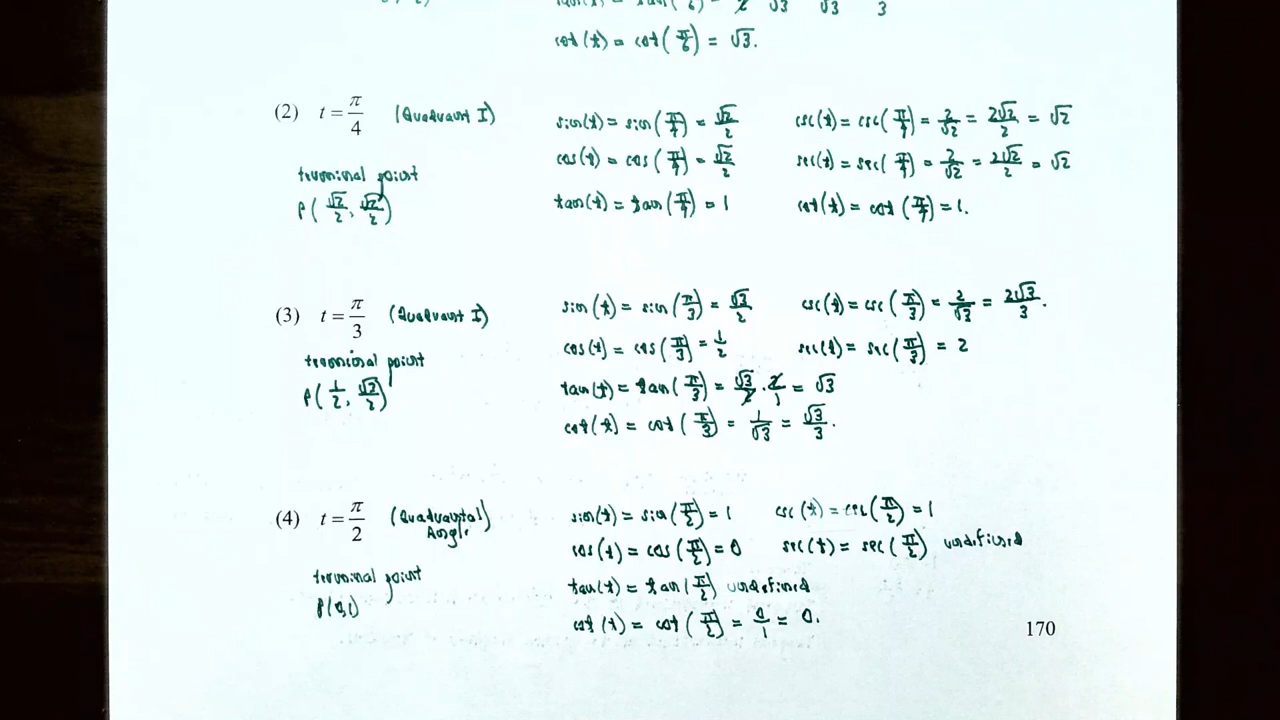 cot(t) = cot(π/6) = √3.
(2) t = π/4 (Quadrant I)
terminal point
P(√2/2, √2/2)
sin(t) = sin(π/4) = √2/2
csc(t) = csc(π/4) = 2/√2 = 2√2/2 = √2
cos(t) = cos(π/4) = √2/2
sec(t) = sec(π/4) = 2/√2 = 2√2/2 = √2
tan(t) = tan(π/4) = 1
cot(t) = cot(π/4) = 1.
(3) t = π/3 (Quadrant I)
terminal point
P(1/2, √3/2)
sin(t) = sin(π/3) = √3/2
csc(t) = csc(π/3) = 2/√3 = 2√3/3.
cos(t) = cos(π/3) = 1/2
sec(t) = sec(π/3) = 2
tan(t) = tan(π/3) = √3/2 · 2/1 = √3
cot(t) = cot(π/3) = 1/√3 = √3/3.
(4) t = π/2 (Quadrantal
Angle)
terminal point
P(0,1)
sin(t) = sin(π/2) = 1
csc(t) = csc(π/2) = 1
cos(t) = cos(π/2) = 0
sec(t) = sec(π/2) undefined
tan(t) = tan(π/2) undefined
cot(t) = cot(π/2) = 0/1 = 0.
170